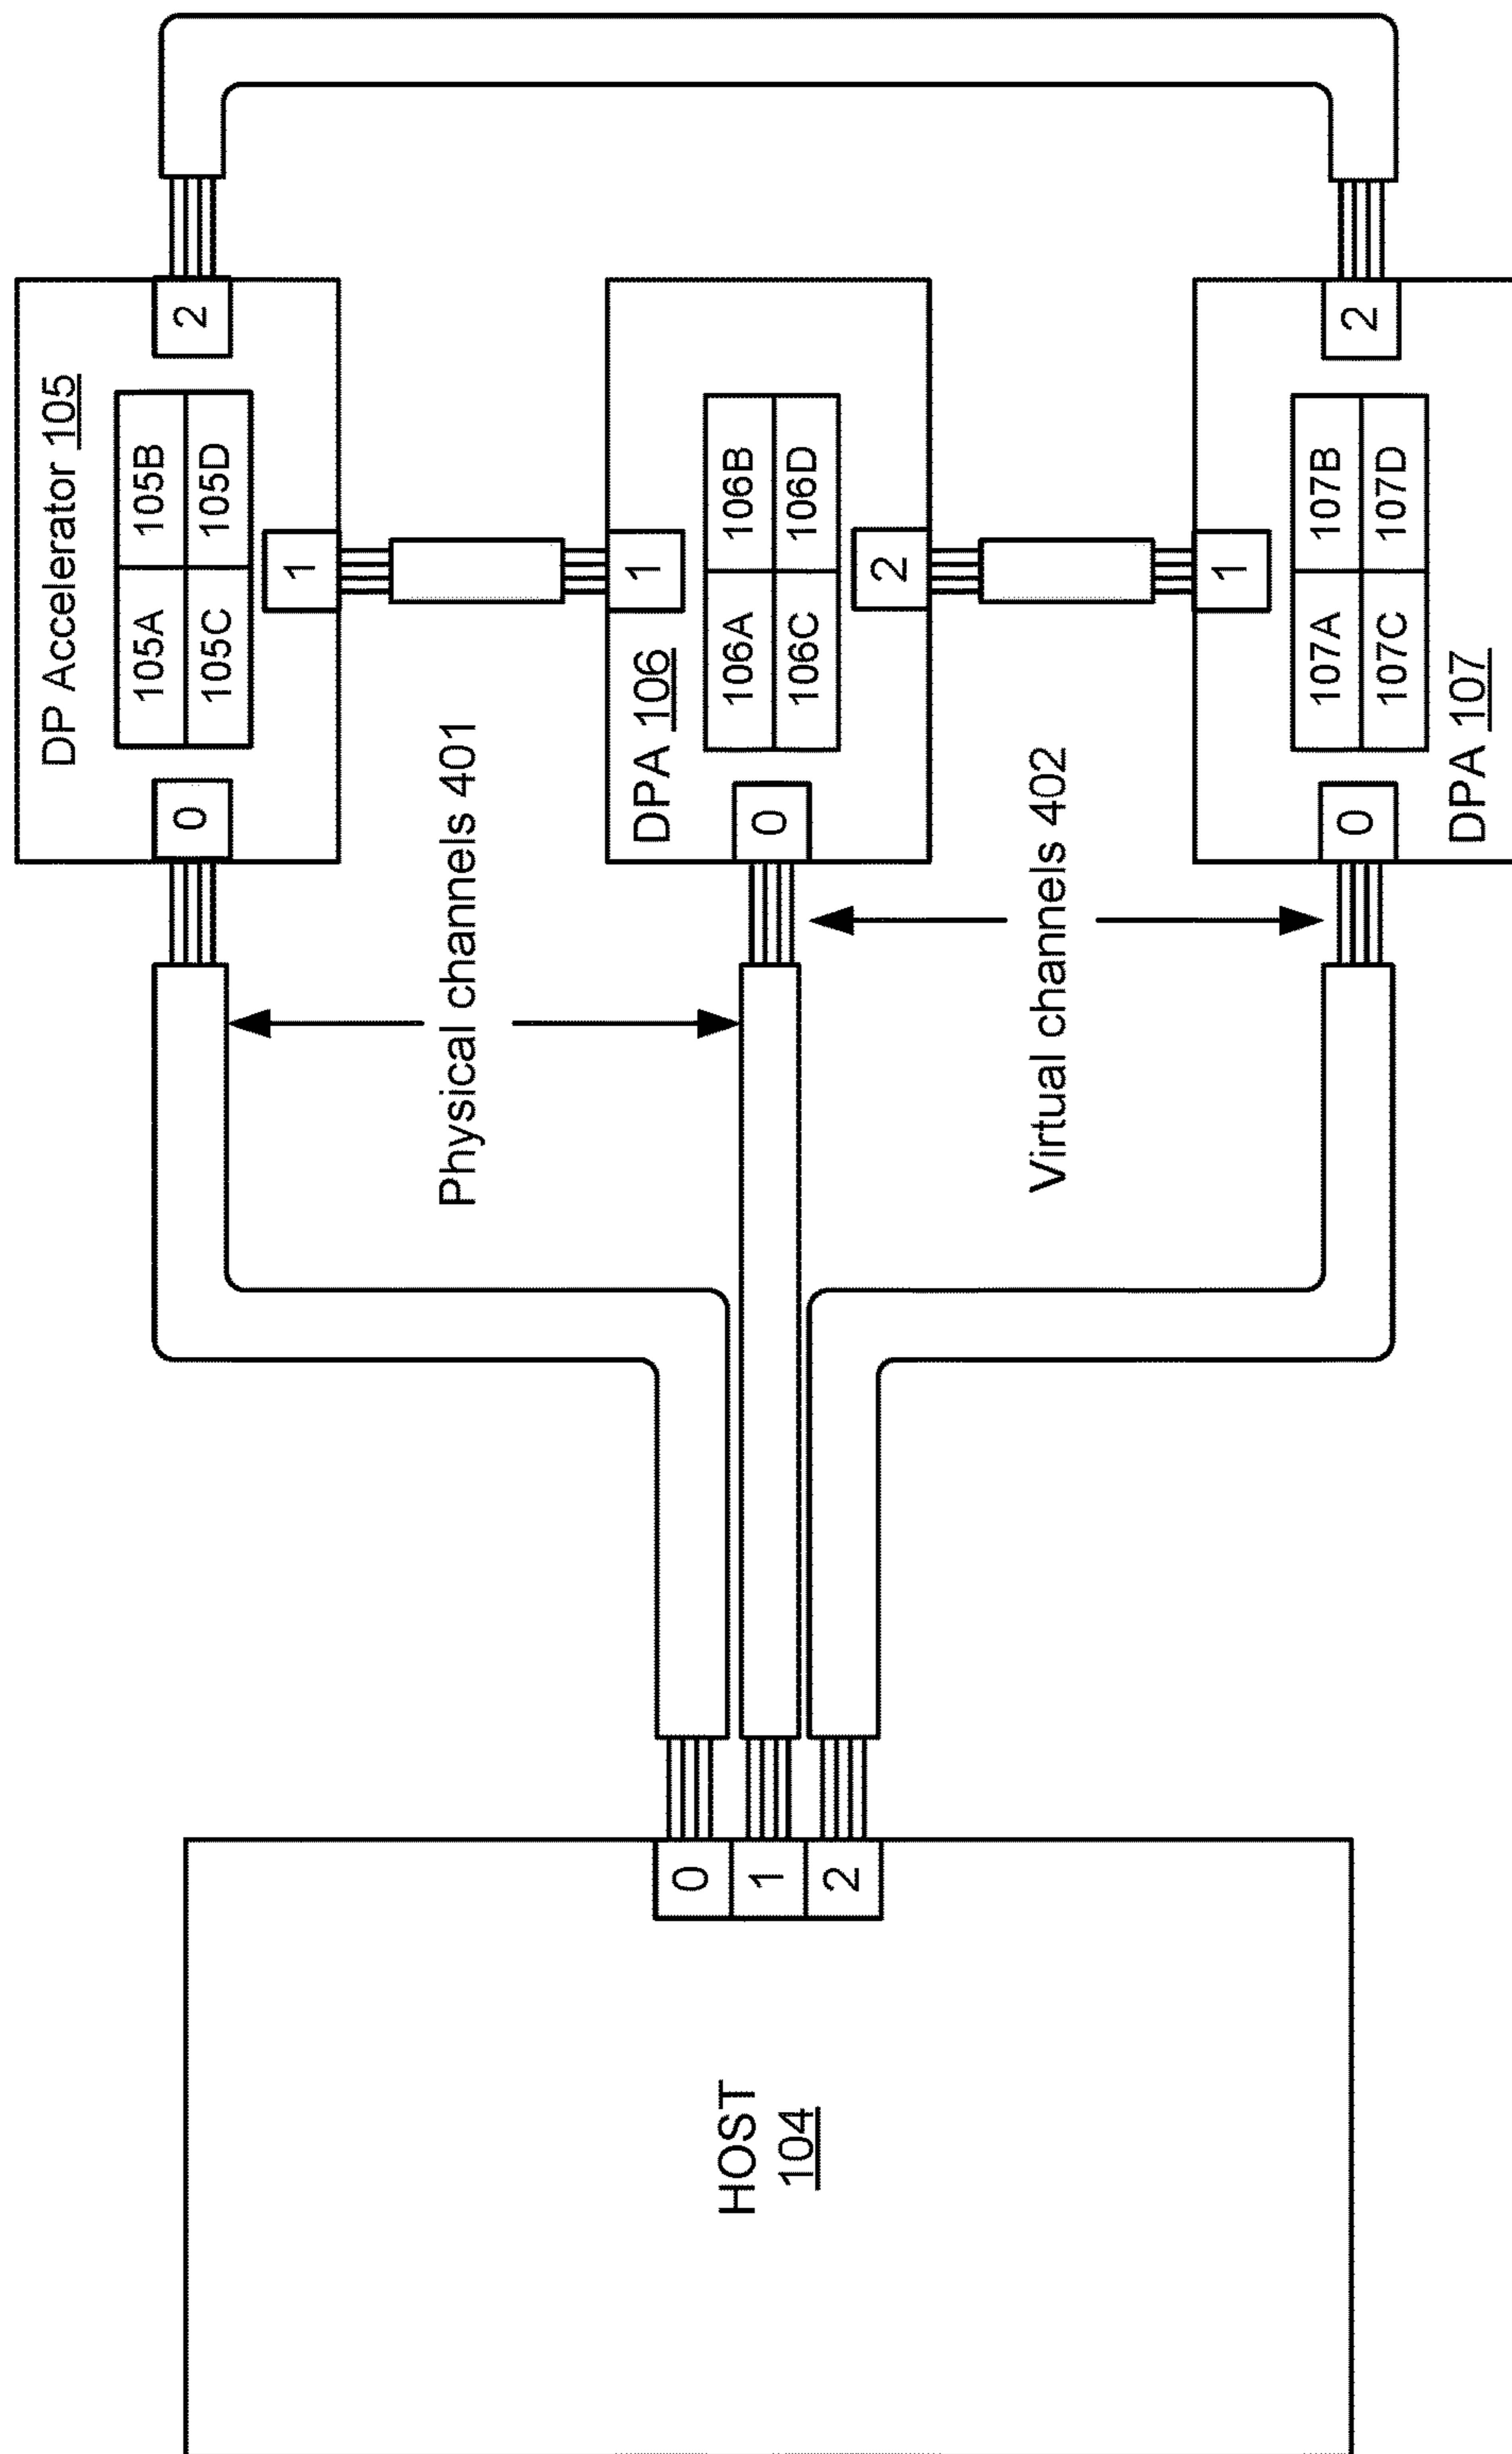 DP Accelerator 105
105A 105B
105C 105D
0
1
2
Physical channels 401
HOST
104
0
1
2
DPA 106
106A 106B
106C 106D
0
1
2
Virtual channels 402
1
107A 107B
107C 107D
0
2
DPA 107